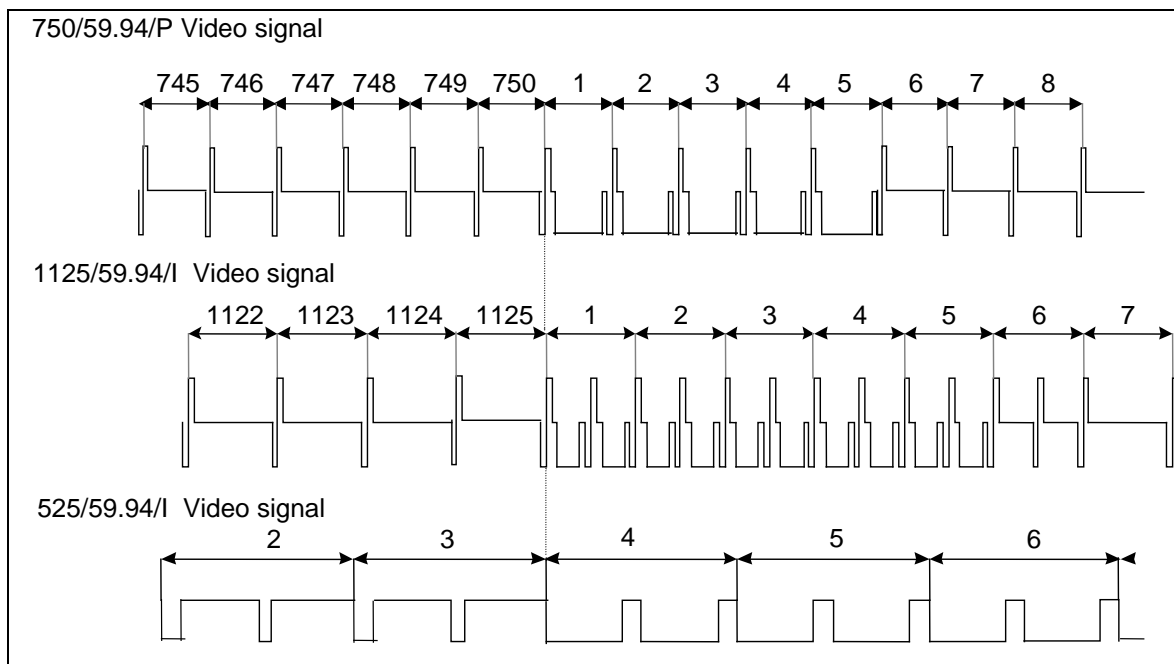 750/59.94/P Video signal
745 746 747 748 749 750 1 2 3 4 5 6 7 8
1125/59.94/I Video signal
1122 1123 1124 1125 1 2 3 4 5 6 7
525/59.94/I Video signal
2 3 4 5 6